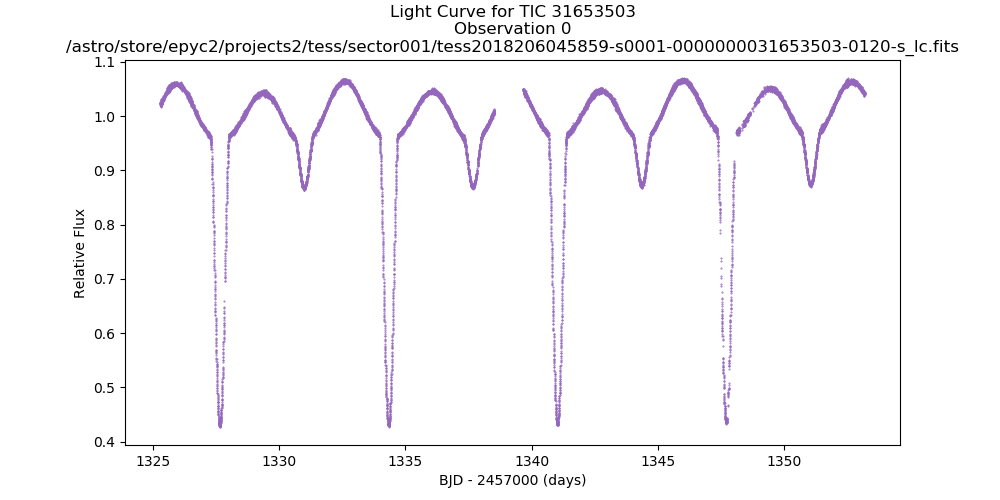 Light Curve for TIC 31653503
Observation 0
/astro/store/epyc2/projects2/tess/sector001/tess2018206045859-s0001-0000000031653503-0120-s_lc.fits
1.1
1.0
0.9
0.8
0.7
0.6
0.5
0.4
Relative Flux
1325
1330
1335
1340
1345
1350
BJD - 2457000 (days)